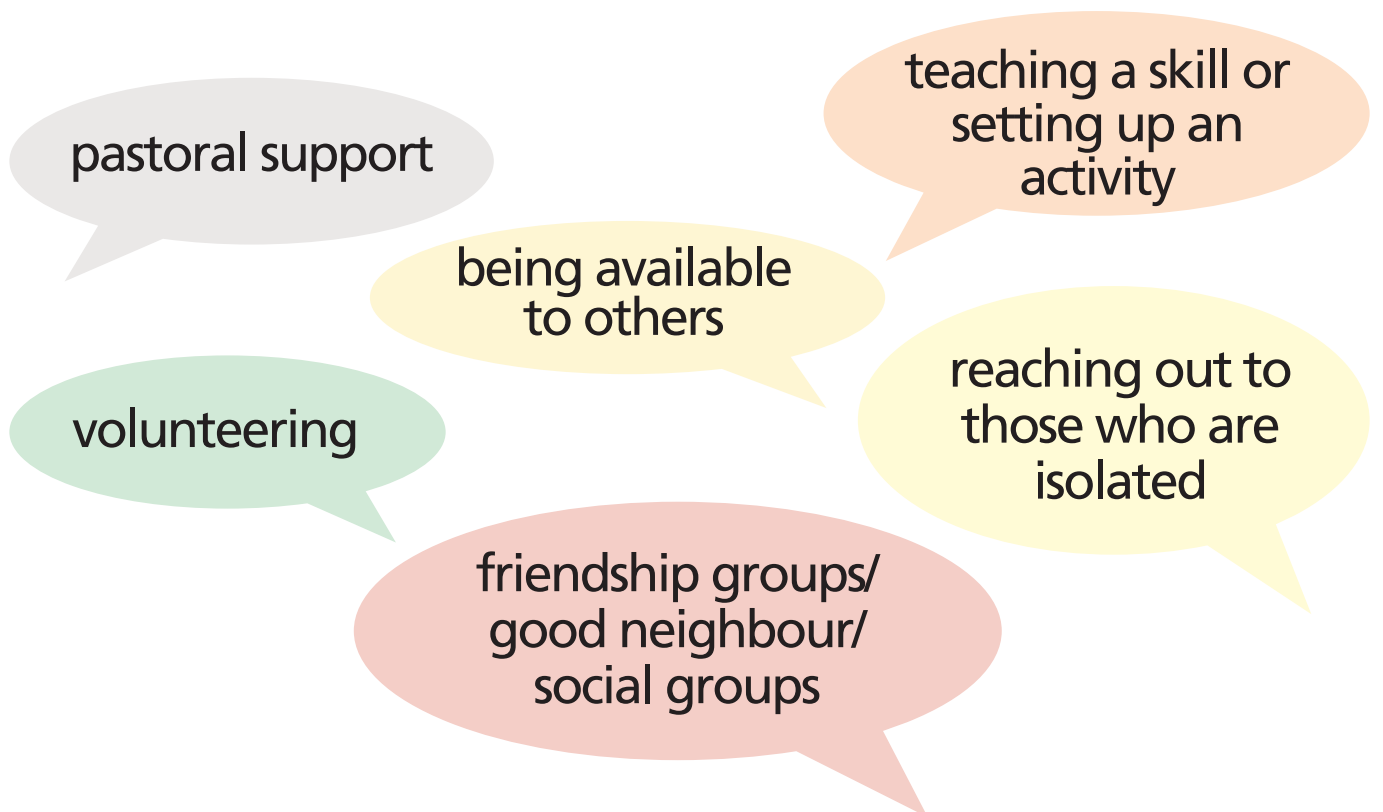 teaching a skill or
setting up an
activity
pastoral support
being available
to others
reaching out to
those who are
isolated
volunteering
friendship groups/
good neighbour/
social groups